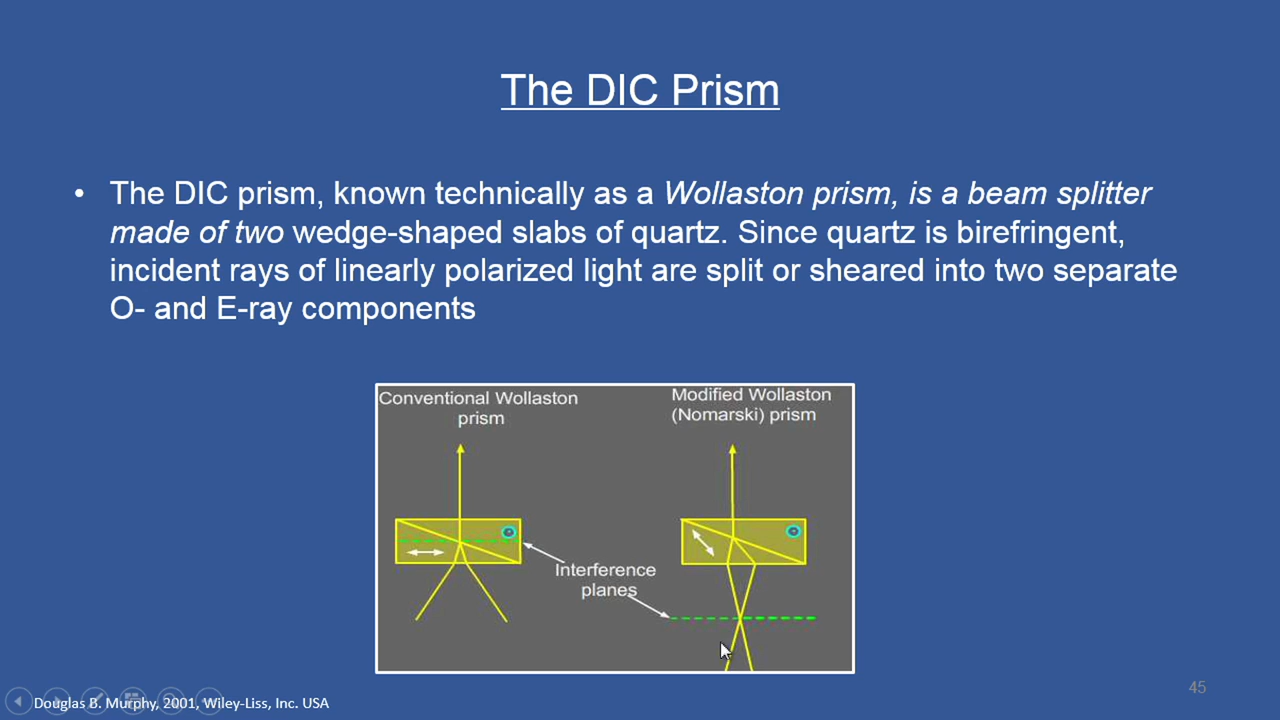 The DIC Prism
• The DIC prism, known technically as a Wollaston prism, is a beam splitter
made of two wedge-shaped slabs of quartz. Since quartz is birefringent,
incident rays of linearly polarized light are split or sheared into two separate
O- and E-ray components
Conventional Wollaston
prism
Modified Wollaston
(Nomarski) prism
Interference
planes
Douglas B. Murphy, 2001, Wiley-Liss, Inc. USA
45